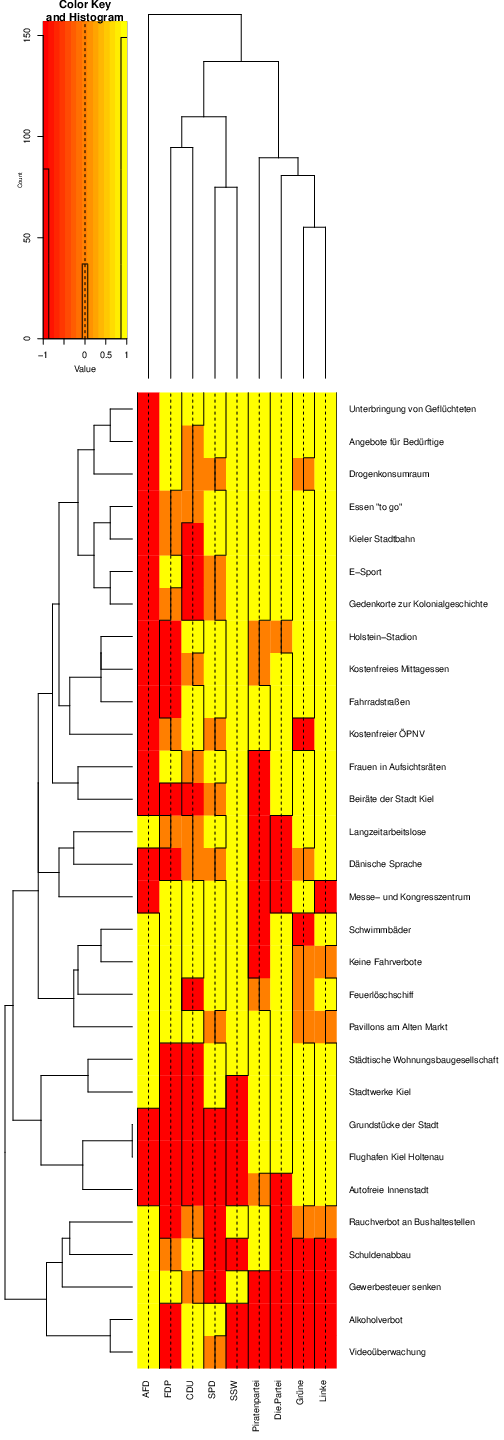 Color Key
and Histogram
Count
0
50
100
150
−1
0
0.5
1
Value
Unterbringung von Geflüchteten
Angebote für Bedürftige
Drogenkonsumraum
Essen "to go"
Kieler Stadtbahn
E−Sport
Gedenkorte zur Kolonialgeschichte
Holstein−Stadion
Kostenfreies Mittagessen
Fahrradstraßen
Kostenfreier ÖPNV
Frauen in Aufsichtsräten
Beiräte der Stadt Kiel
Langzeitarbeitslose
Dänische Sprache
Messe− und Kongresszentrum
Schwimmbäder
Keine Fahrverbote
Feuerlöschschiff
Pavillons am Alten Markt
Städtische Wohnungsbaugesellschaft
Stadtwerke Kiel
Grundstücke der Stadt
Flughafen Kiel Holtenau
Autofreie Innenstadt
Rauchverbot an Bushaltestellen
Schuldenabbau
Gewerbesteuer senken
Alkoholverbot
Videoüberwachung
AFD
FDP
CDU
SPD
SSW
Piratenpartei
Die.Partei
Grüne
Linke